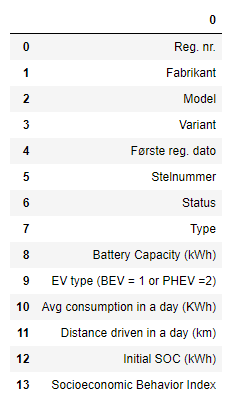 0
0 Reg. nr.
1 Fabrikant
2 Model
3 Variant
4 Første reg. dato
5 Stelnummer
6 Status
7 Type
8 Battery Capacity (kWh)
9 EV type (BEV = 1 or PHEV =2)
10 Avg consumption in a day (KWh)
11 Distance driven in a day (km)
12 Initial SOC (kWh)
13 Socioeconomic Behavior Index